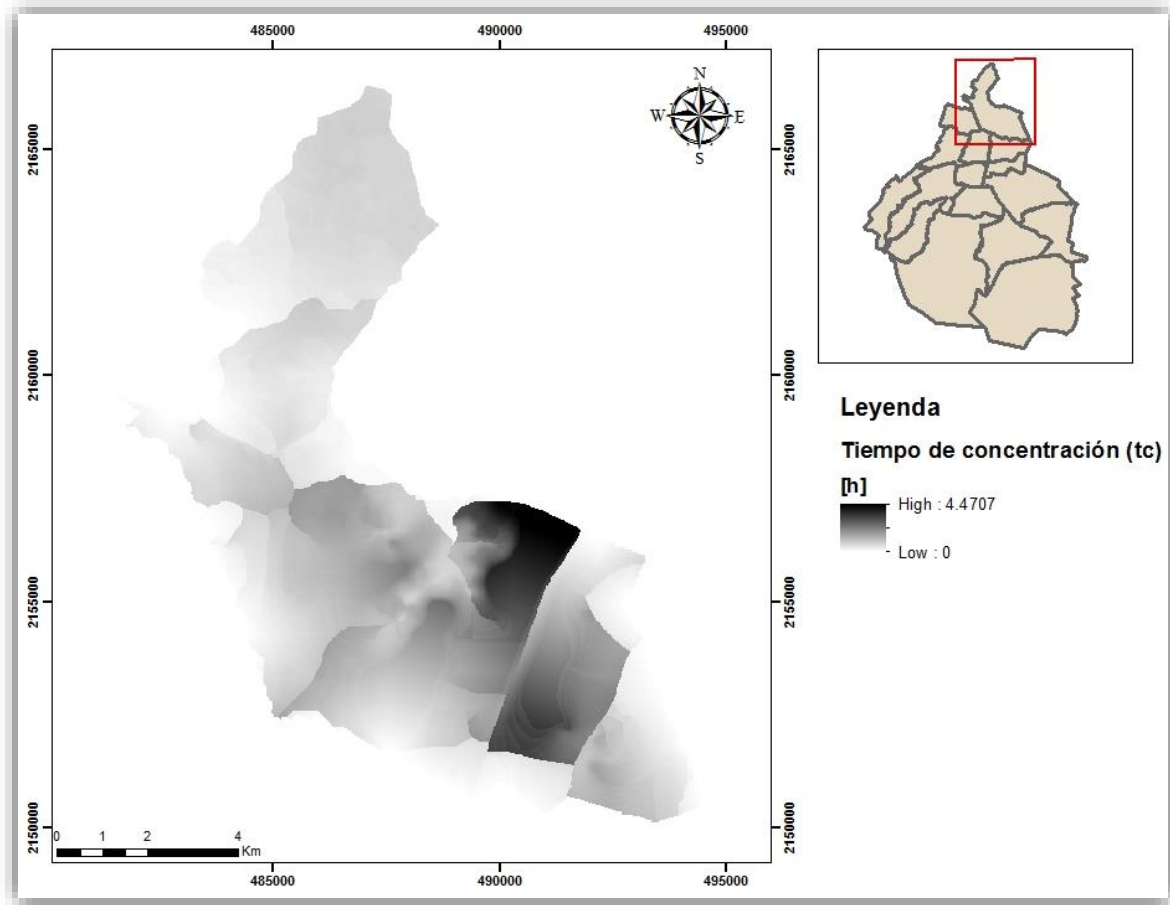 485000 490000 495000
N
W E
S
2165000 2165000
2160000 2160000
2155000 2155000
2150000 2150000
0 1 2 4
Km
485000 490000 495000
Leyenda
Tiempo de concentración (tc)
[h]
High : 4.4707
Low : 0